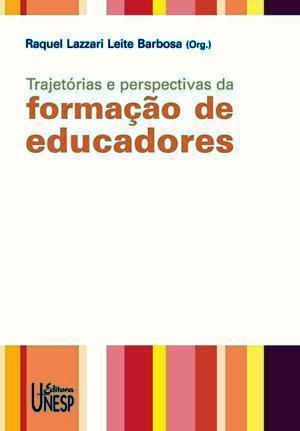 Raquel Lazzari Leite Barbosa (Org.)
Trajetórias e perspectivas da
formação de
educadores
Editora
UNESP